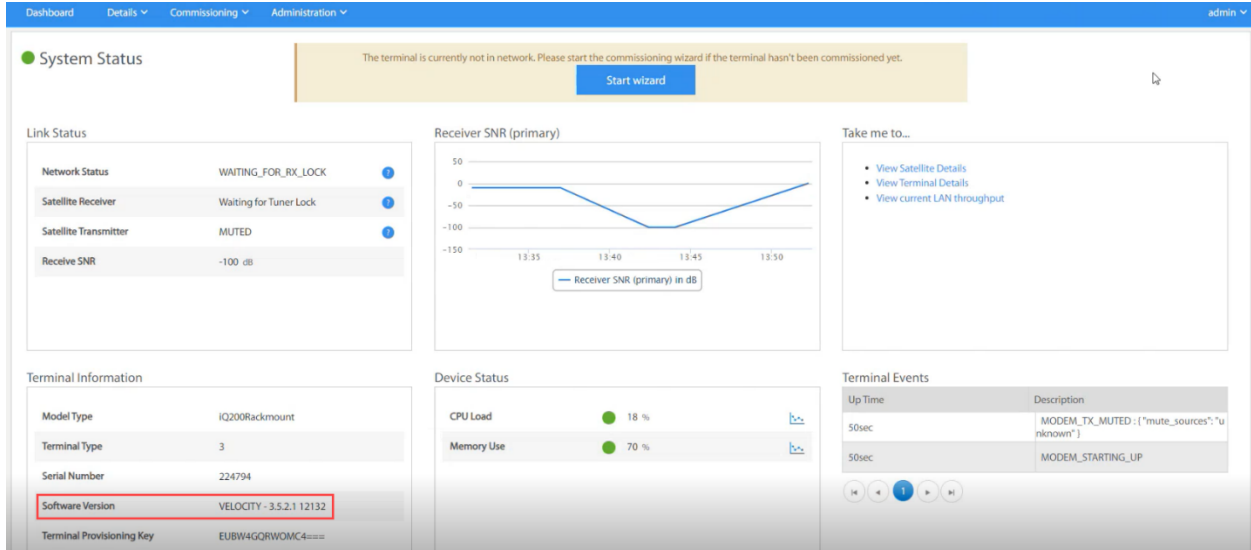 Dashboard Details Commissioning Administration admin
System Status
The terminal is currently not in network. Please start the commissioning wizard if the terminal hasn't been commissioned yet.
Start wizard
Link Status
Network Status WAITING_FOR_RX_LOCK ?
Satellite Receiver Waiting for Tuner Lock ?
Satellite Transmitter MUTED ?
Receive SNR -100 dB
Receiver SNR (primary)
50
0
-50
-100
-150
13:35 13:40 13:45 13:50
Receiver SNR (primary) in dB
Take me to...
View Satellite Details
View Terminal Details
View current LAN throughput
Terminal Information
Model Type iQ200Rackmount
Terminal Type 3
Serial Number 224794
Software Version VELOCITY - 3.5.2.1 12132
Terminal Provisioning Key EUBW4GQRWOMC4===
Device Status
CPU Load 18 %
Memory Use 70 %
Terminal Events
Up Time Description
50sec MODEM_TX_MUTED : { "mute_sources": "u
nknown" }
50sec MODEM_STARTING_UP
1